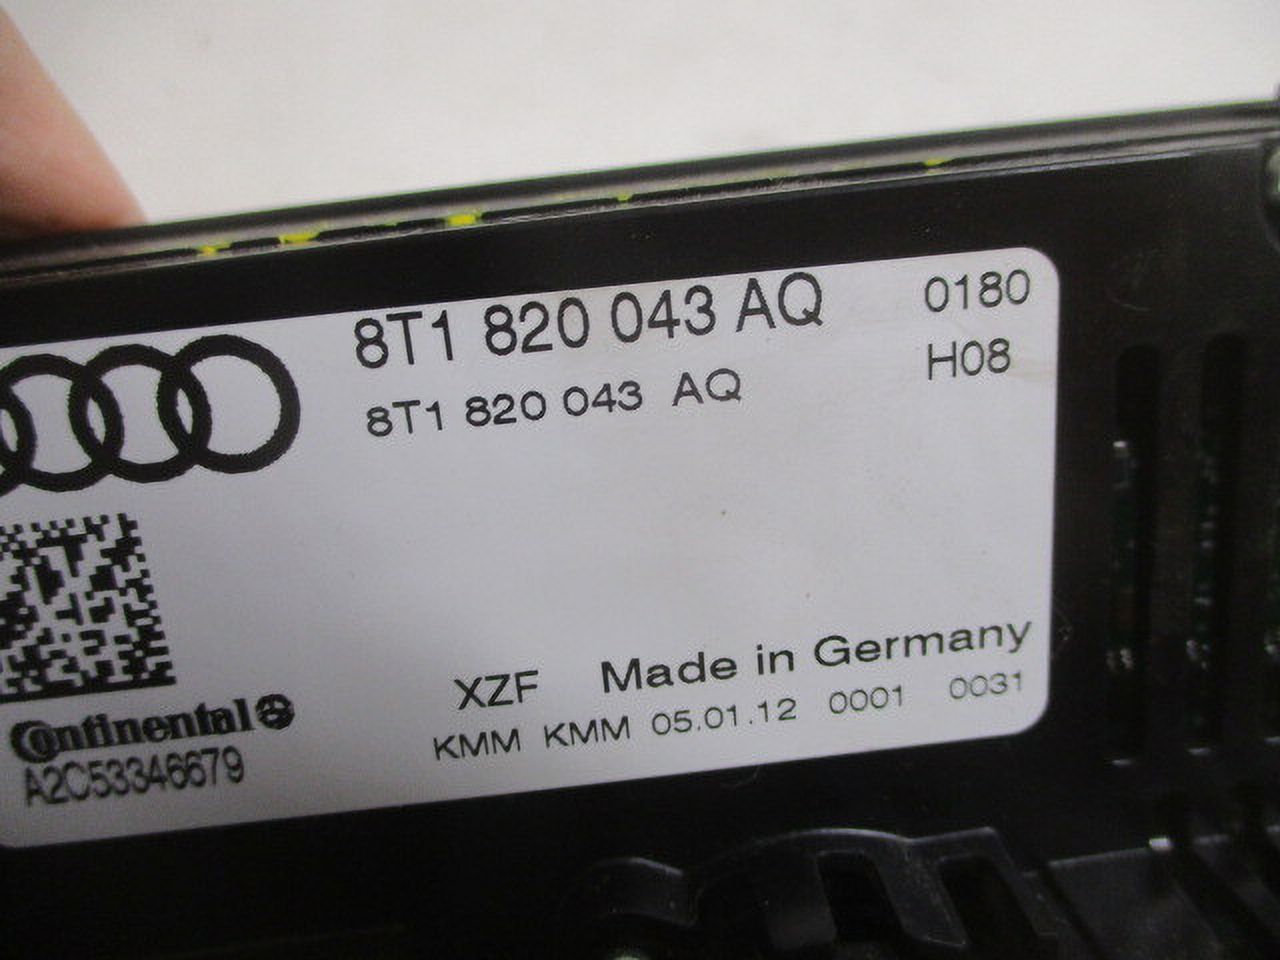 8T1 820 043 AQ 0180
8T1 820 043 AQ H08
XZF Made in Germany
Continental
KMM KMM 05.01.12 0001 0031
A2C53346679